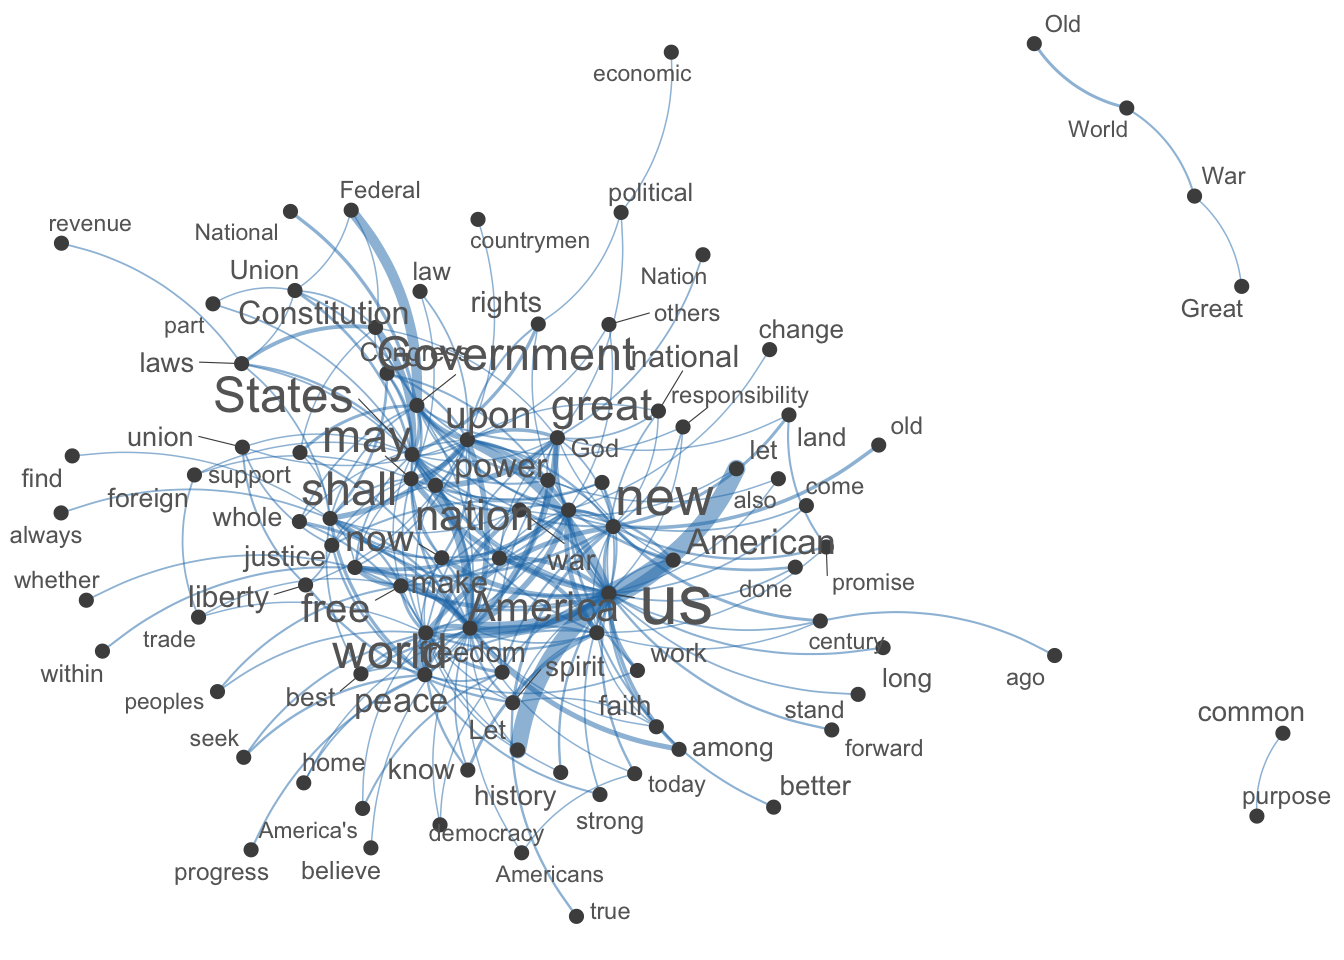 Old
economic
World
War
Federal
political
revenue
National
countrymen
Union
law
Nation
rights
Great
Constitution
others
part
change
Congress
Government
national
laws
States
responsibility
great
upon
may
union
God
land
old
let
power
find
support
foreign
shall
new
also
come
nation
whole
always
now
American
justice
war
whether
make
done
promise
liberty
free
America
us
trade
century
world
freedom
work
spirit
within
ago
best
long
peoples
peace
faith
stand
common
Let
seek
among
forward
home
know
today
better
history
purpose
strong
America's
democracy
progress
believe
Americans
true